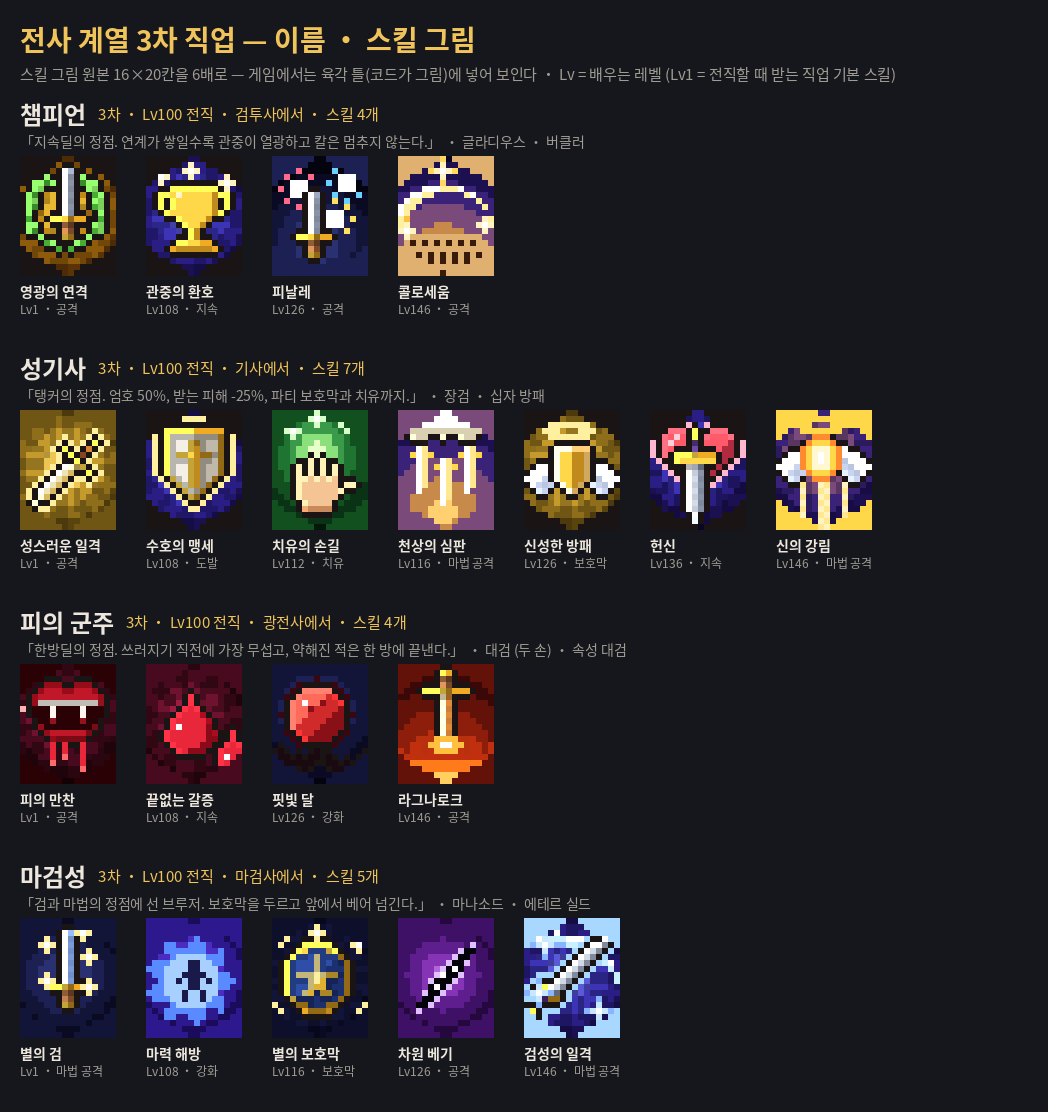 전사 계열 3차 직업 — 이름 · 스킬 그림
스킬 그림 원본 16×20칸을 6배로 — 게임에서는 육각 틀(코드가 그림)에 넣어 보인다 · Lv = 배우는 레벨 (Lv1 = 전직할 때 받는 직업 기본 스킬)
챔피언 3차 · Lv100 전직 · 검투사에서 · 스킬 4개
「지속딜의 정점. 연계가 쌓일수록 관중이 열광하고 칼은 멈추지 않는다.」 · 글라디우스 · 버클러
영광의 연격 관중의 환호 피날레 콜로세움
Lv1 · 공격 Lv108 · 지속 Lv126 · 공격 Lv146 · 공격
성기사 3차 · Lv100 전직 · 기사에서 · 스킬 7개
「탱커의 정점. 엄호 50%, 받는 피해 -25%, 파티 보호막과 치유까지.」 · 장검 · 십자 방패
성스러운 일격 수호의 맹세 치유의 손길 천상의 심판 신성한 방패 헌신 신의 강림
Lv1 · 공격 Lv108 · 도발 Lv112 · 치유 Lv116 · 마법 공격 Lv126 · 보호막 Lv136 · 지속 Lv146 · 마법 공격
피의 군주 3차 · Lv100 전직 · 광전사에서 · 스킬 4개
「한방딜의 정점. 쓰러지기 직전에 가장 무섭고, 약해진 적은 한 방에 끝낸다.」 · 대검 (두 손) · 속성 대검
피의 만찬 끝없는 갈증 핏빛 달 라그나로크
Lv1 · 공격 Lv108 · 지속 Lv126 · 강화 Lv146 · 공격
마검성 3차 · Lv100 전직 · 마검사에서 · 스킬 5개
「검과 마법의 정점에 선 브루저. 보호막을 두르고 앞에서 베어 넘긴다.」 · 마나소드 · 에테르 실드
별의 검 마력 해방 별의 보호막 차원 베기 검성의 일격
Lv1 · 마법 공격 Lv108 · 강화 Lv116 · 보호막 Lv126 · 공격 Lv146 · 마법 공격